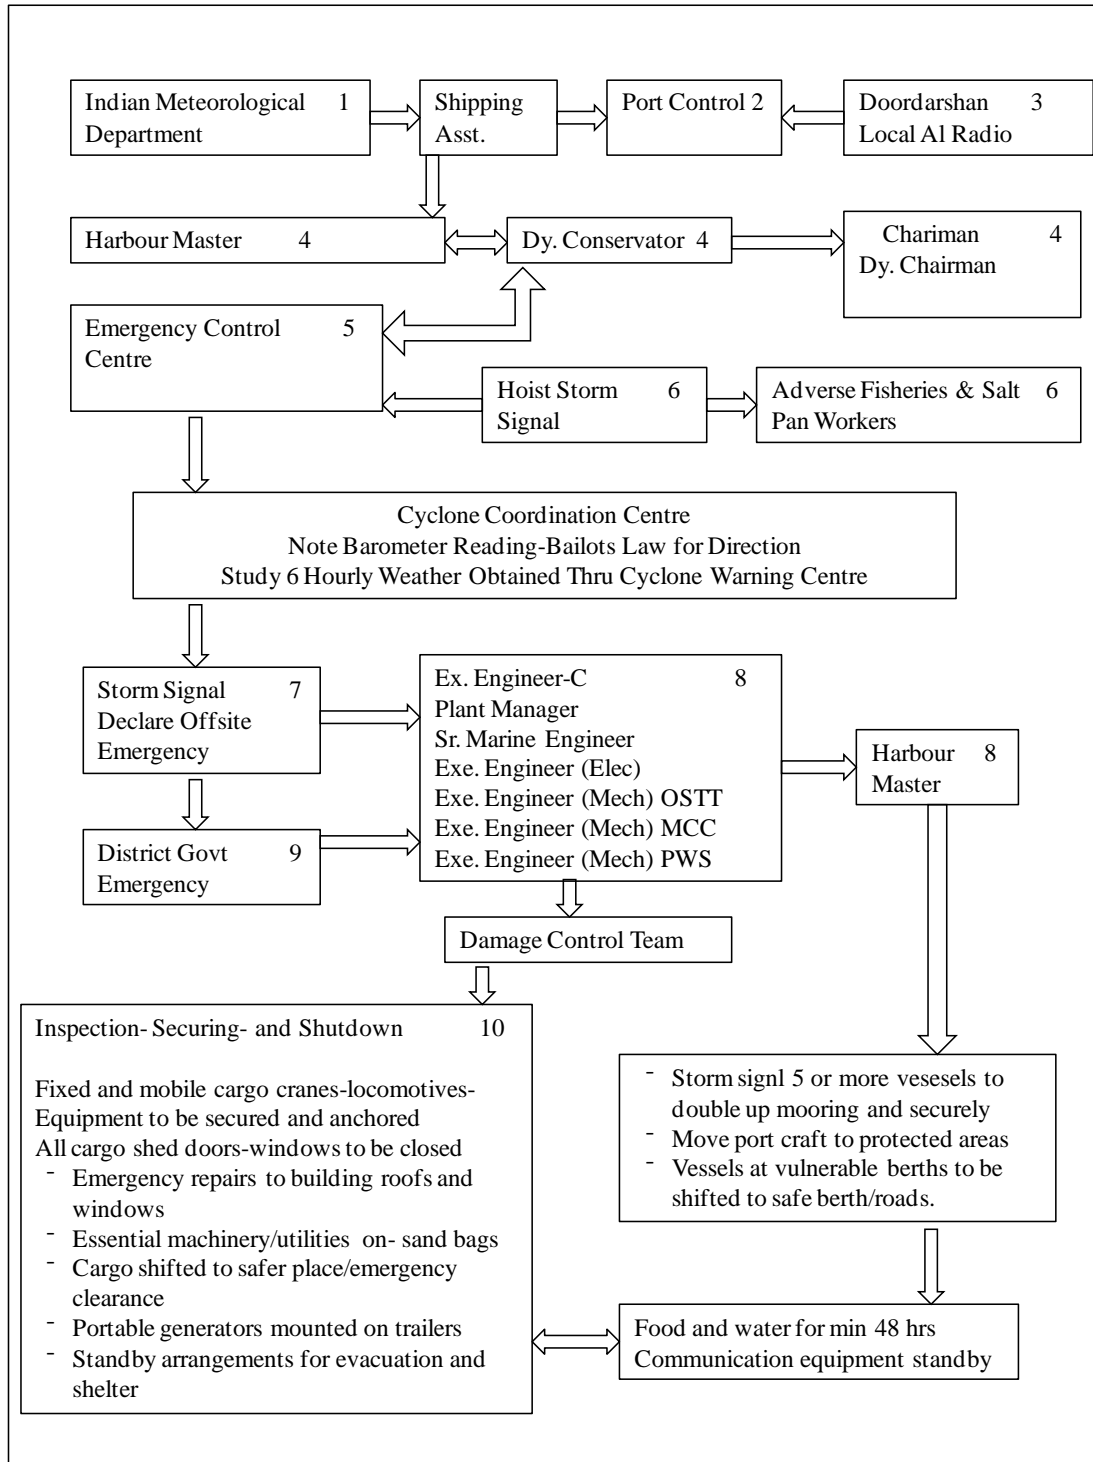 Indian Meteorological 1
Department
Shipping
Asst.
Port Control 2
Doordarshan 3
Local Al Radio
Harbour Master 4
Dy. Conservator 4
Chariman 4
Dy. Chairman
Emergency Control 5
Centre
Hoist Storm 6
Signal
Adverse Fisheries & Salt 6
Pan Workers
Cyclone Coordination Centre
Note Barometer Reading-Bailots Law for Direction
Study 6 Hourly Weather Obtained Thru Cyclone Warning Centre
Storm Signal 7
Declare Offsite
Emergency
Ex. Engineer-C 8
Plant Manager
Sr. Marine Engineer
Exe. Engineer (Elec)
Exe. Engineer (Mech) OSTT
Exe. Engineer (Mech) MCC
Exe. Engineer (Mech) PWS
Harbour 8
Master
District Govt 9
Emergency
Damage Control Team
Inspection- Securing- and Shutdown 10
Fixed and mobile cargo cranes-locomotives-
Equipment to be secured and anchored
All cargo shed doors-windows to be closed
- Emergency repairs to building roofs and
windows
- Essential machinery/utilities on- sand bags
- Cargo shifted to safer place/emergency
clearance
- Portable generators mounted on trailers
- Standby arrangements for evacuation and
shelter
- Storm signl 5 or more vesesels to
double up mooring and securely
- Move port craft to protected areas
- Vessels at vulnerable berths to be
shifted to safe berth/roads.
Food and water for min 48 hrs
Communication equipment standby